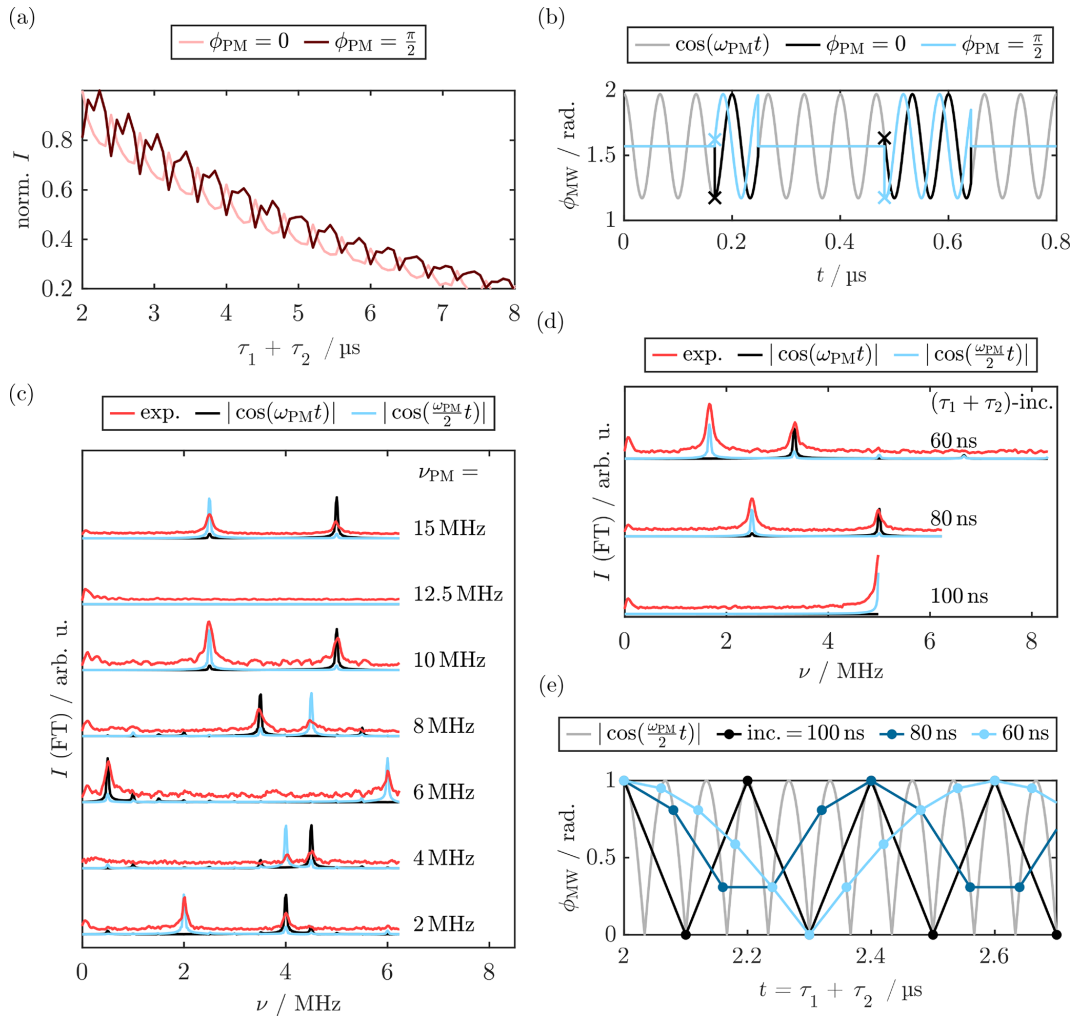 (a)
ϕ_PM = 0 ϕ_PM = π/2
norm. I
0.8
0.6
0.4
0.2
2 3 4 5 6 7 8
τ_1 + τ_2 / µs
(b)
cos(ω_PM t) ϕ_PM = 0 ϕ_PM = π/2
ϕ_MW / rad.
2
1.5
1
0 0.2 0.4 0.6 0.8
t / µs
(c)
exp. |cos(ω_PM t)| |cos(ω_PM/2 t)|
I (FT) / arb. u.
ν_PM =
15 MHz
12.5 MHz
10 MHz
8 MHz
6 MHz
4 MHz
2 MHz
0 2 4 6 8
ν / MHz
(d)
exp. |cos(ω_PM t)| |cos(ω_PM/2 t)|
I (FT) / arb. u.
(τ_1 + τ_2)-inc.
60 ns
80 ns
100 ns
0 2 4 6 8
ν / MHz
(e)
|cos(ω_PM/2 t)| inc. = 100 ns 80 ns 60 ns
ϕ_MW / rad.
1
0.5
0
2 2.2 2.4 2.6
t = τ_1 + τ_2 / µs